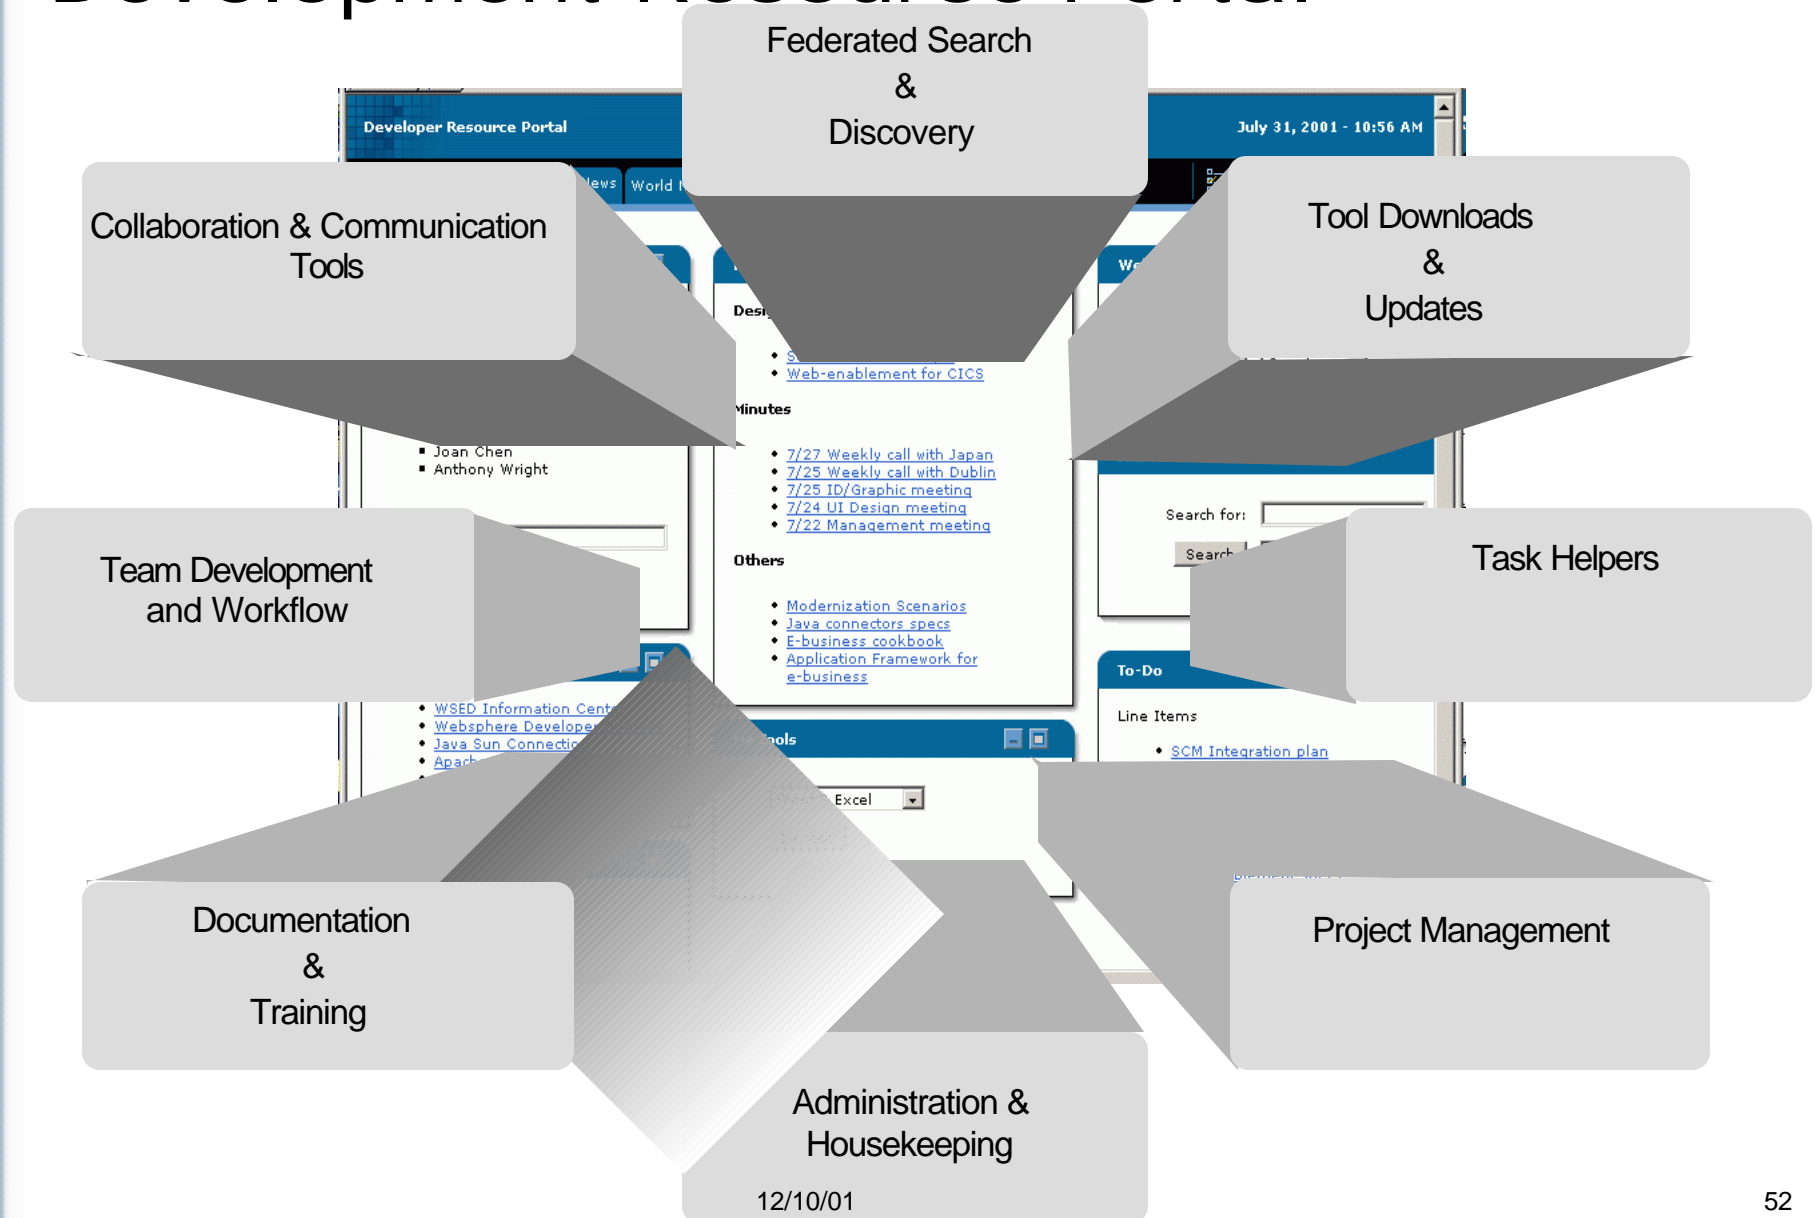 Development Resource Portal
Federated Search
&
Discovery
Developer Resource Portal
July 31, 2001 - 10:56 AM
News
World
Collaboration & Communication
Tools
Tool Downloads
&
Updates
Web-enablement for CICS
Minutes
Joan Chen
Anthony Wright
7/27 Weekly call with Japan
7/25 Weekly call with Dublin
7/25 ID/Graphic meeting
7/24 UI Design meeting
7/22 Management meeting
Search for:
Search
Others
Team Development
and Workflow
Task Helpers
Modernization Scenarios
Java connectors specs
E-business cookbook
Application Framework for
e-business
To-Do
WSED Information
Websphere
Java Sun
Line Items
SCM Integration plan
Excel
Documentation
&
Training
Project Management
Administration &
Housekeeping
12/10/01
52